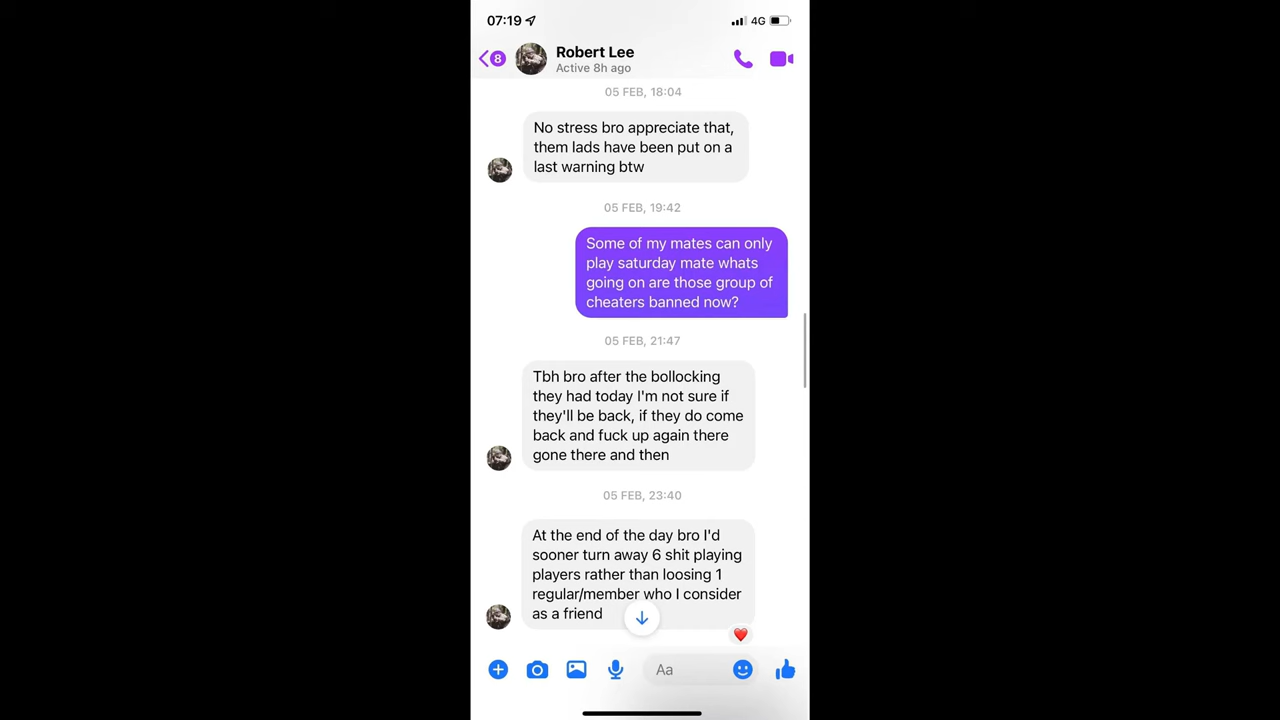 07:19
4G
8
Robert Lee
Active 8h ago
05 FEB, 18:04
No stress bro appreciate that,
them lads have been put on a
last warning btw
05 FEB, 19:42
Some of my mates can only
play saturday mate whats
going on are those group of
cheaters banned now?
05 FEB, 21:47
Tbh bro after the bollocking
they had today I'm not sure if
they'll be back, if they do come
back and fuck up again there
gone there and then
05 FEB, 23:40
At the end of the day bro I'd
sooner turn away 6 shit playing
players rather than loosing 1
regular/member who I consider
as a friend
Aa